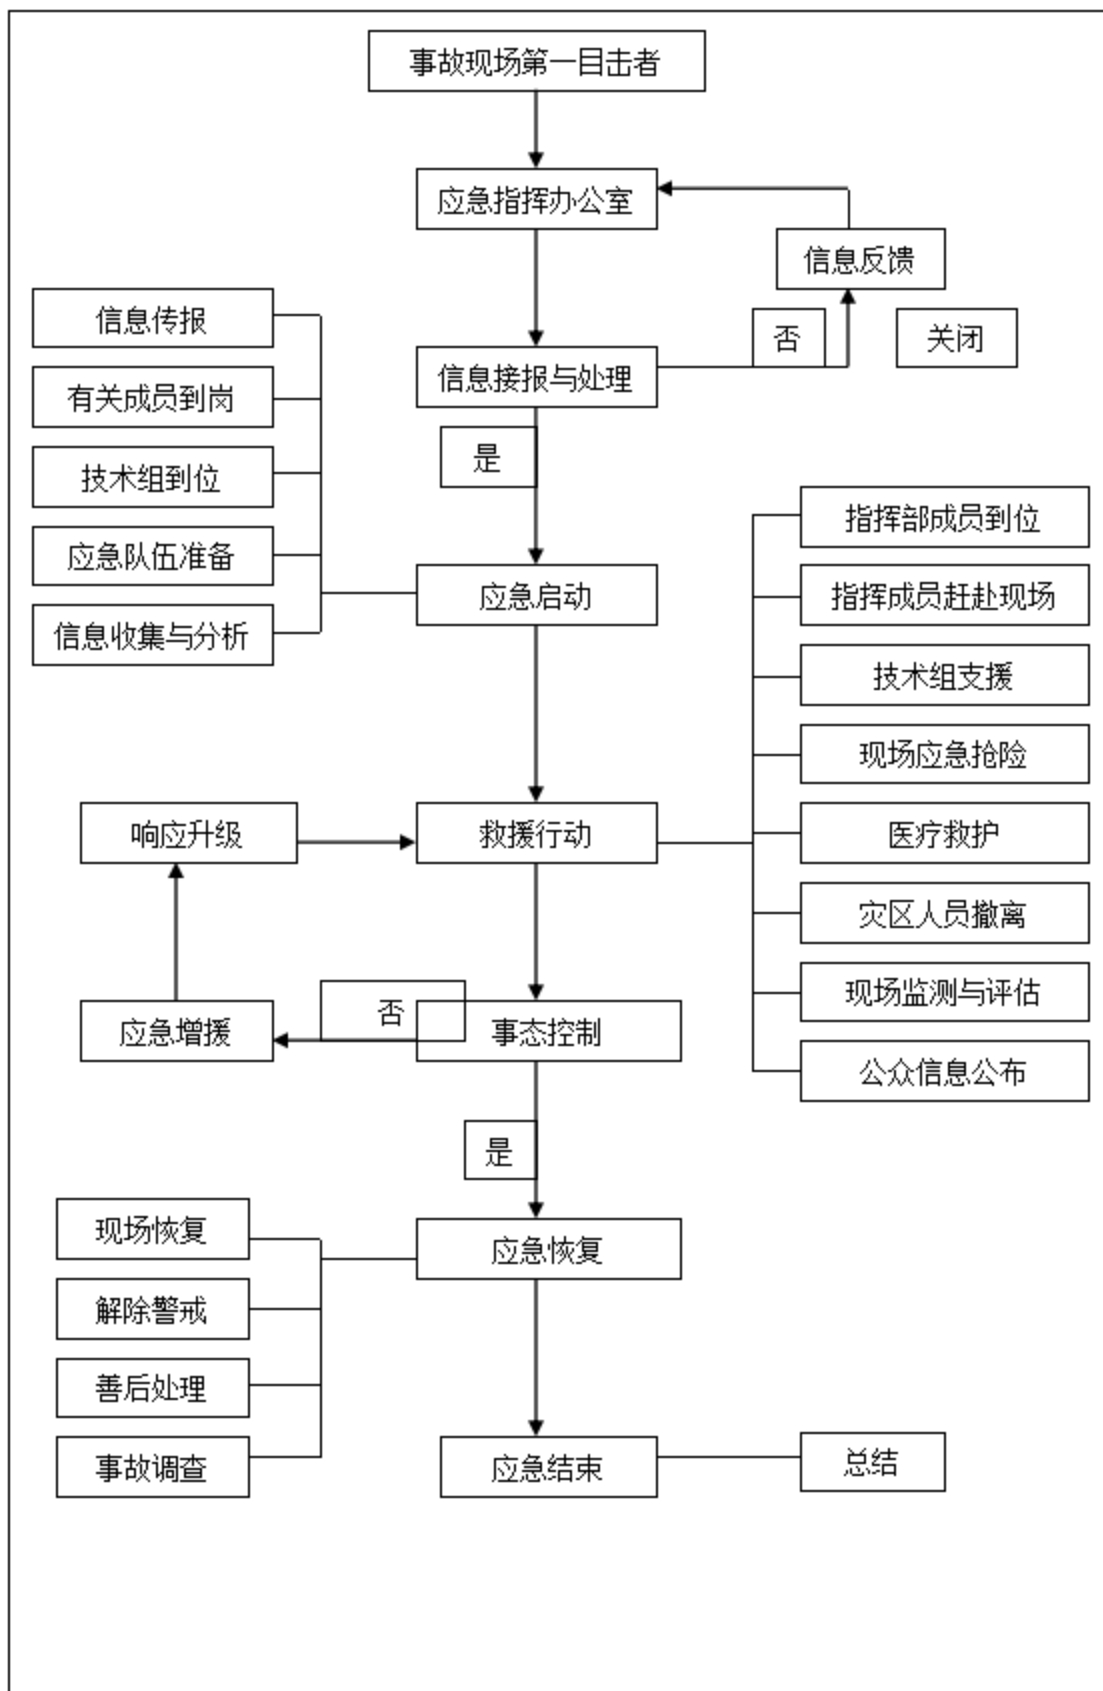 事故现场第一目击者
应急指挥办公室
信息反馈
信息传报
否
关闭
信息接报与处理
有关成员到岗
是
技术组到位
指挥部成员到位
应急队伍准备
应急启动
指挥成员赶赴现场
信息收集与分析
技术组支援
现场应急抢险
响应升级
救援行动
医疗救护
灾区人员撤离
现场监测与评估
否
应急增援
事态控制
公众信息公布
是
现场恢复
应急恢复
解除警戒
善后处理
事故调查
应急结束
总结